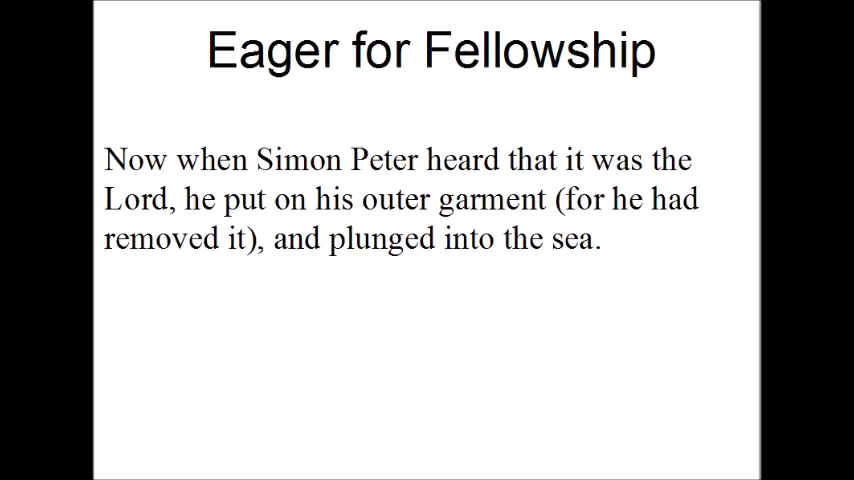 Eager for Fellowship
Now when Simon Peter heard that it was the
Lord, he put on his outer garment (for he had
removed it), and plunged into the sea.